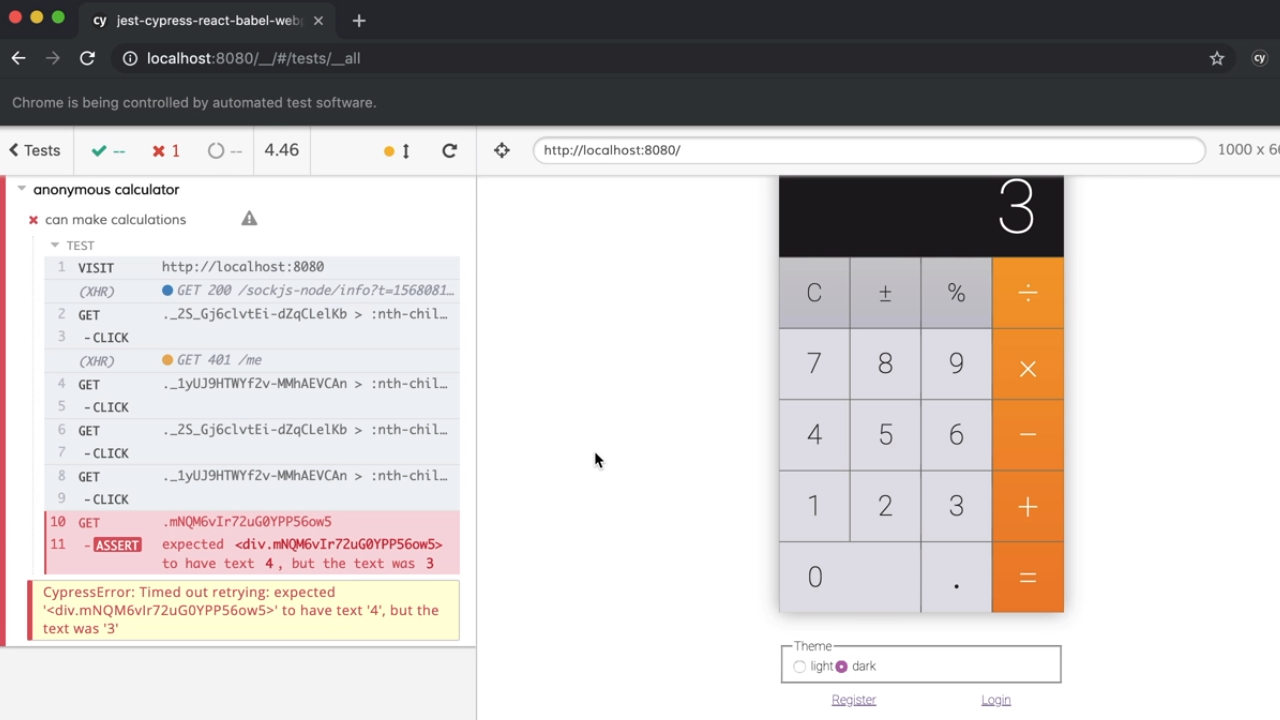 cy jest-cypress-react-babel-web
localhost:8080/__/#/tests/__all
cy
Chrome is being controlled by automated test software.
Tests -- 1 -- 4.46
http://localhost:8080/
1000 x 6
anonymous calculator
can make calculations
TEST
1 VISIT http://localhost:8080
(XHR) GET 200 /sockjs-node/info?t=1568081…
2 GET ._2S_Gj6clvtEi-dZqCLelKb > :nth-chil…
3 -CLICK
(XHR) GET 401 /me
4 GET ._1yUJ9HTWYf2v-MMhAEVCAn > :nth-chil…
5 -CLICK
6 GET ._2S_Gj6clvtEi-dZqCLelKb > :nth-chil…
7 -CLICK
8 GET ._1yUJ9HTWYf2v-MMhAEVCAn > :nth-chil…
9 -CLICK
10 GET .mNQM6vIr72uG0YPP56ow5
11 -ASSERT expected <div.mNQM6vIr72uG0YPP56ow5>
to have text 4, but the text was 3
CypressError: Timed out retrying: expected
'<div.mNQM6vIr72uG0YPP56ow5>' to have text '4', but the
text was '3'
3
C ± % ÷
7 8 9 ×
4 5 6 −
1 2 3 +
0 . =
Theme
light dark
Register Login